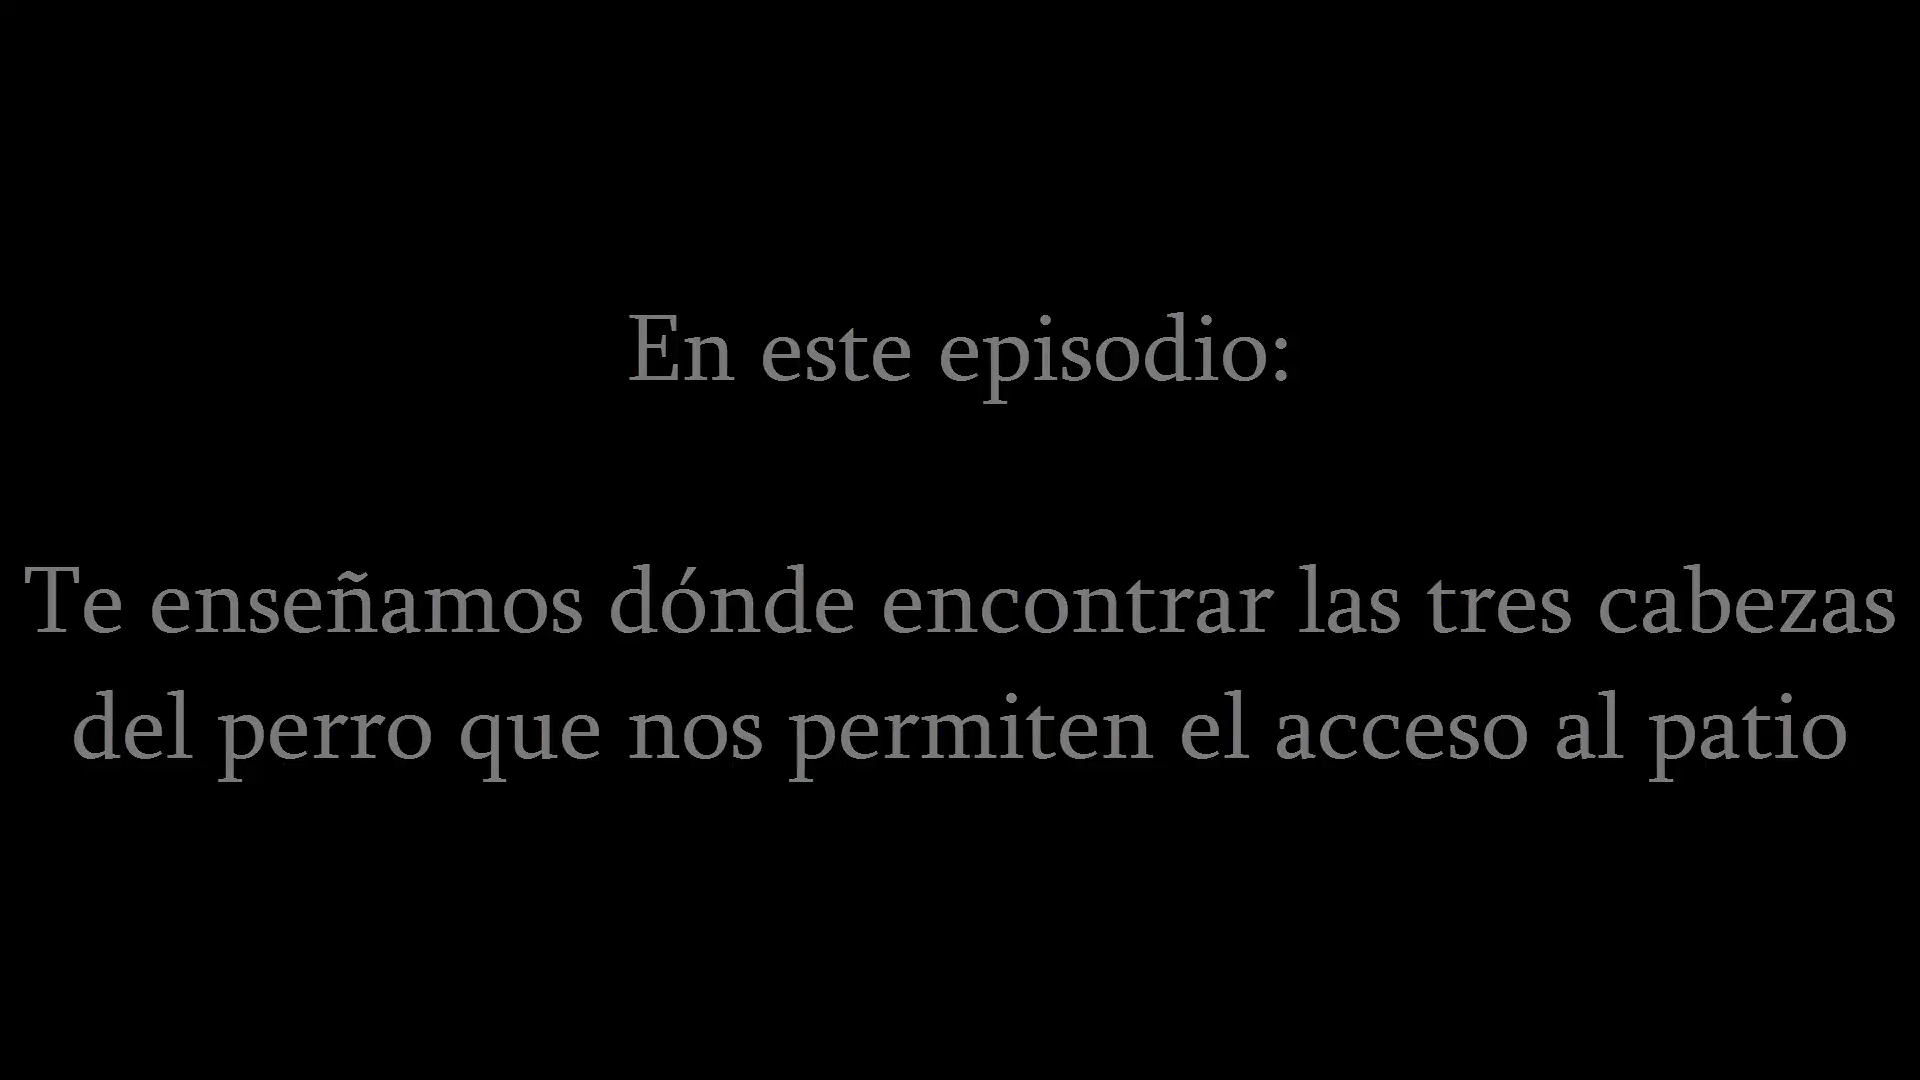 En este episodio:
Te enseñamos dónde encontrar las tres cabezas
del perro que nos permiten el acceso al patio